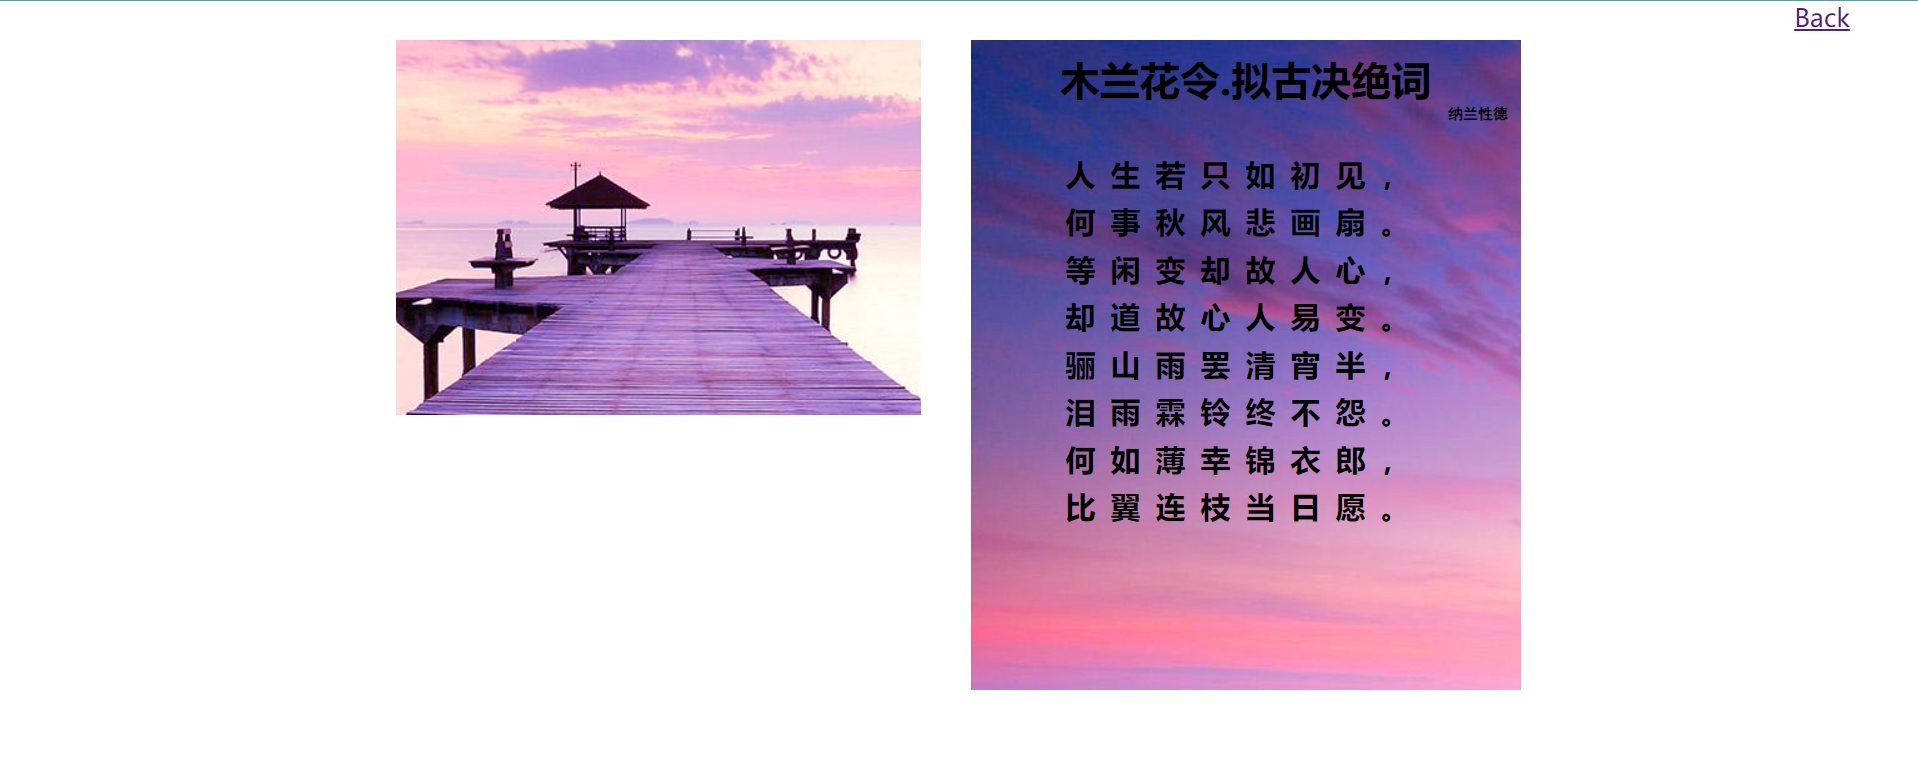 Back
木兰花令.拟古决绝词
纳兰性德
人生若只如初见，
何事秋风悲画扇。
等闲变却故人心，
却道故心人易变。
骊山雨罢清宵半，
泪雨霖铃终不怨。
何如薄幸锦衣郎，
比翼连枝当日愿。